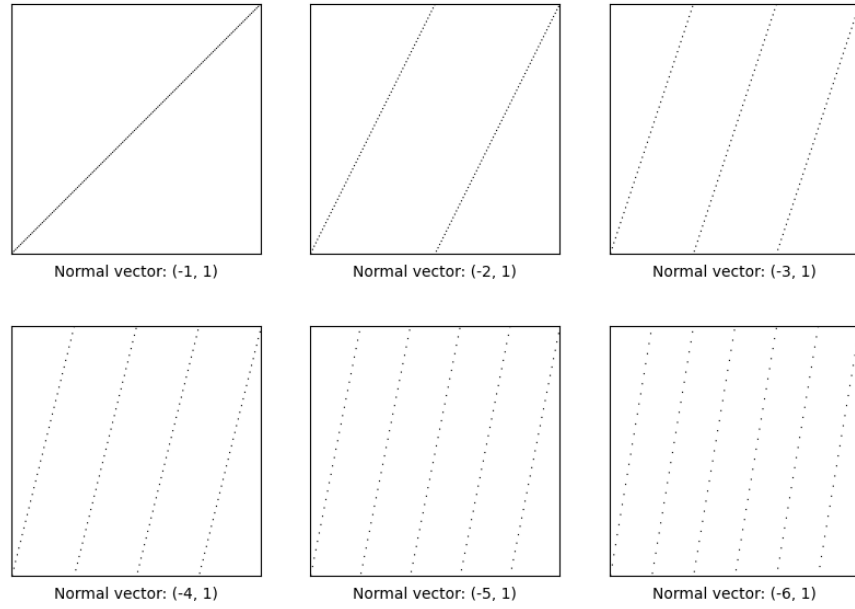 Normal vector: (-1, 1)
Normal vector: (-2, 1)
Normal vector: (-3, 1)
Normal vector: (-4, 1)
Normal vector: (-5, 1)
Normal vector: (-6, 1)